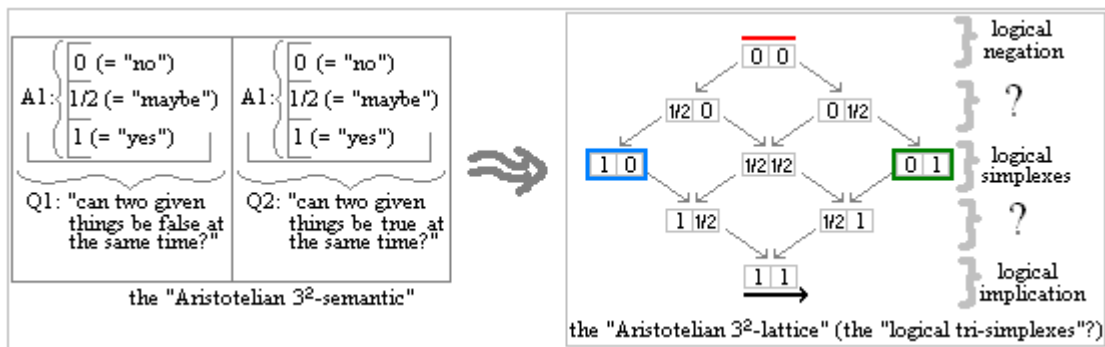 0 (= "no")
A1: 1/2 (= "maybe")
1 (= "yes")
Q1: "can two given
things be false at
the same time?"
0 (= "no")
A1: 1/2 (= "maybe")
1 (= "yes")
Q2: "can two given
things be true at
the same time?"
the "Aristotelian 3²-semantic"
0 0
logical
negation
1/2 0 0 1/2
?
1 0 1/2 1/2 0 1
logical
simplexes
1 1/2 1/2 1
?
1 1
logical
implication
the "Aristotelian 3²-lattice" (the "logical tri-simplexes"?)